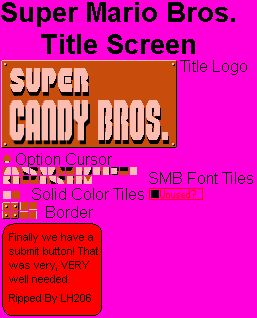 Super Mario Bros.
Title Screen
SUPER
CANDY BROS.
Title Logo
Option Cursor
SMB Font Tiles
Solid Color Tiles
Unused?
Border
Finally we have a
submit button! That
was very, VERY
well needed.
Ripped By LH206